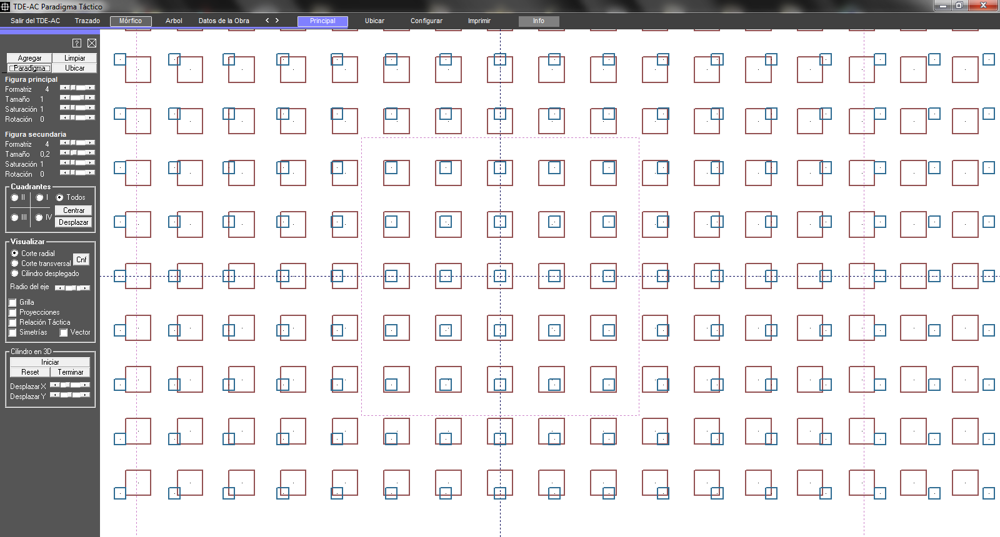 TDE-AC Paradigma Táctico
Salir del TDE-AC Trazado Mórfico Arbol Datos de la Obra < > Principal Ubicar Configurar Imprimir Info
?
Agregar Limpiar
Paradigma Ubicar
Figura principal
Formatriz 4
Tamaño 1
Saturación 1
Rotación 0
Figura secundaria
Formatriz 4
Tamaño 0,2
Saturación 1
Rotación 0
Cuadrantes
II I Todos
Centrar
III IV Desplazar
Visualizar
Corte radial
Corte transversal Cnf
Cilindro desplegado
Radio del eje
Grilla
Proyecciones
Relación Táctica
Simetrías Vector
Cilindro en 3D
Iniciar
Reset Terminar
Desplazar X
Desplazar Y